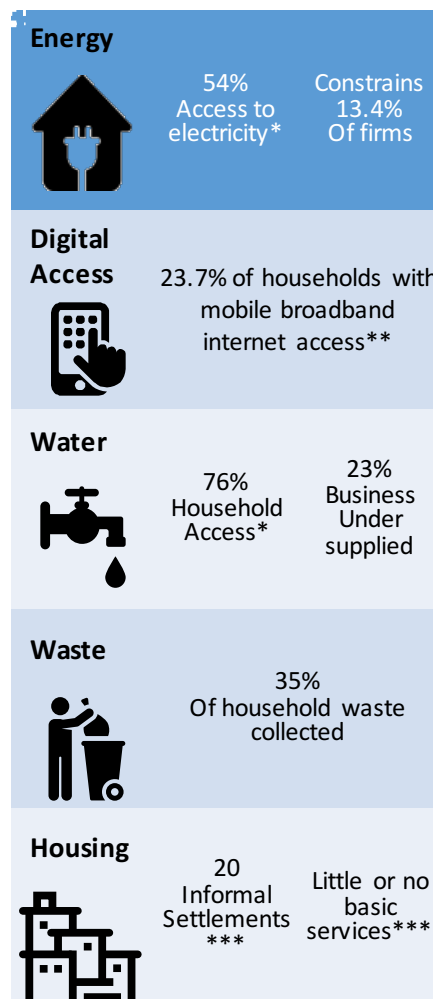 Energy
54%
Access to
electricity*
Constrains
13.4%
Of firms
Digital
Access
23.7% of households with
mobile broadband
internet access**
Water
76%
Household
Access*
23%
Business
Under
supplied
Waste
35%
Of household waste
collected
Housing
20
Informal
Settlements
***
Little or no
basic
services***